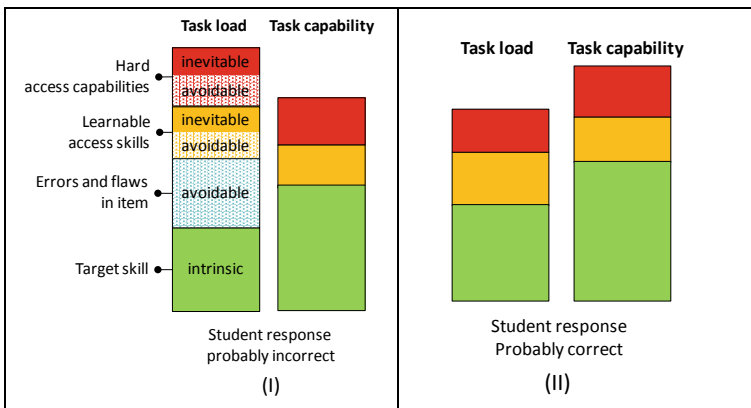 Task load Task capability
Hard
access capabilities
inevitable
avoidable
Learnable
access skills
inevitable
avoidable
Errors and flaws
in item
avoidable
Target skill
intrinsic
Student response
probably incorrect
(I)
Task load
Task capability
Student response
Probably correct
(II)